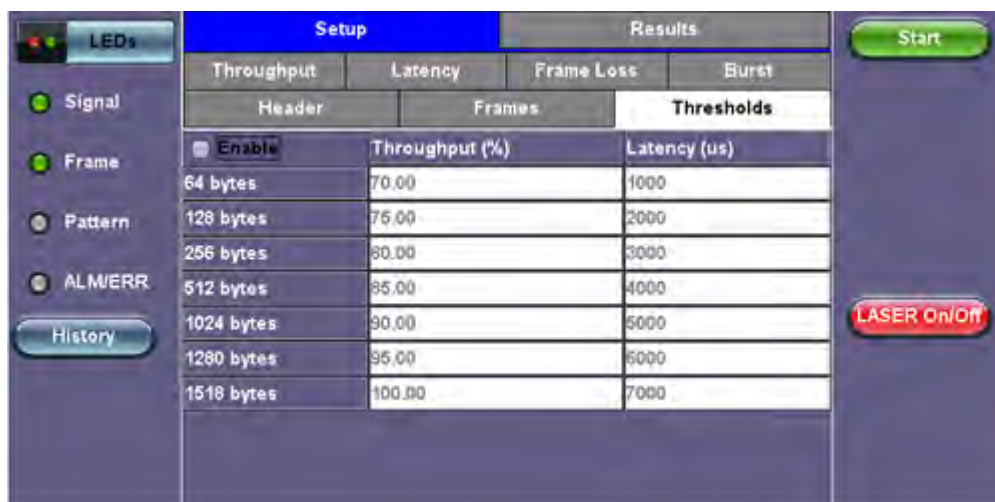 LEDs
Setup
Results
Start
Throughput
Latency
Frame Loss
Burst
Signal
Header
Frames
Thresholds
Enable
Throughput (%)
Latency (us)
Frame
64 bytes
70.00
1000
Pattern
128 bytes
75.00
2000
256 bytes
80.00
3000
ALM/ERR
512 bytes
85.00
4000
History
1024 bytes
90.00
5000
LASER On/Off
1280 bytes
95.00
6000
1518 bytes
100.00
7000